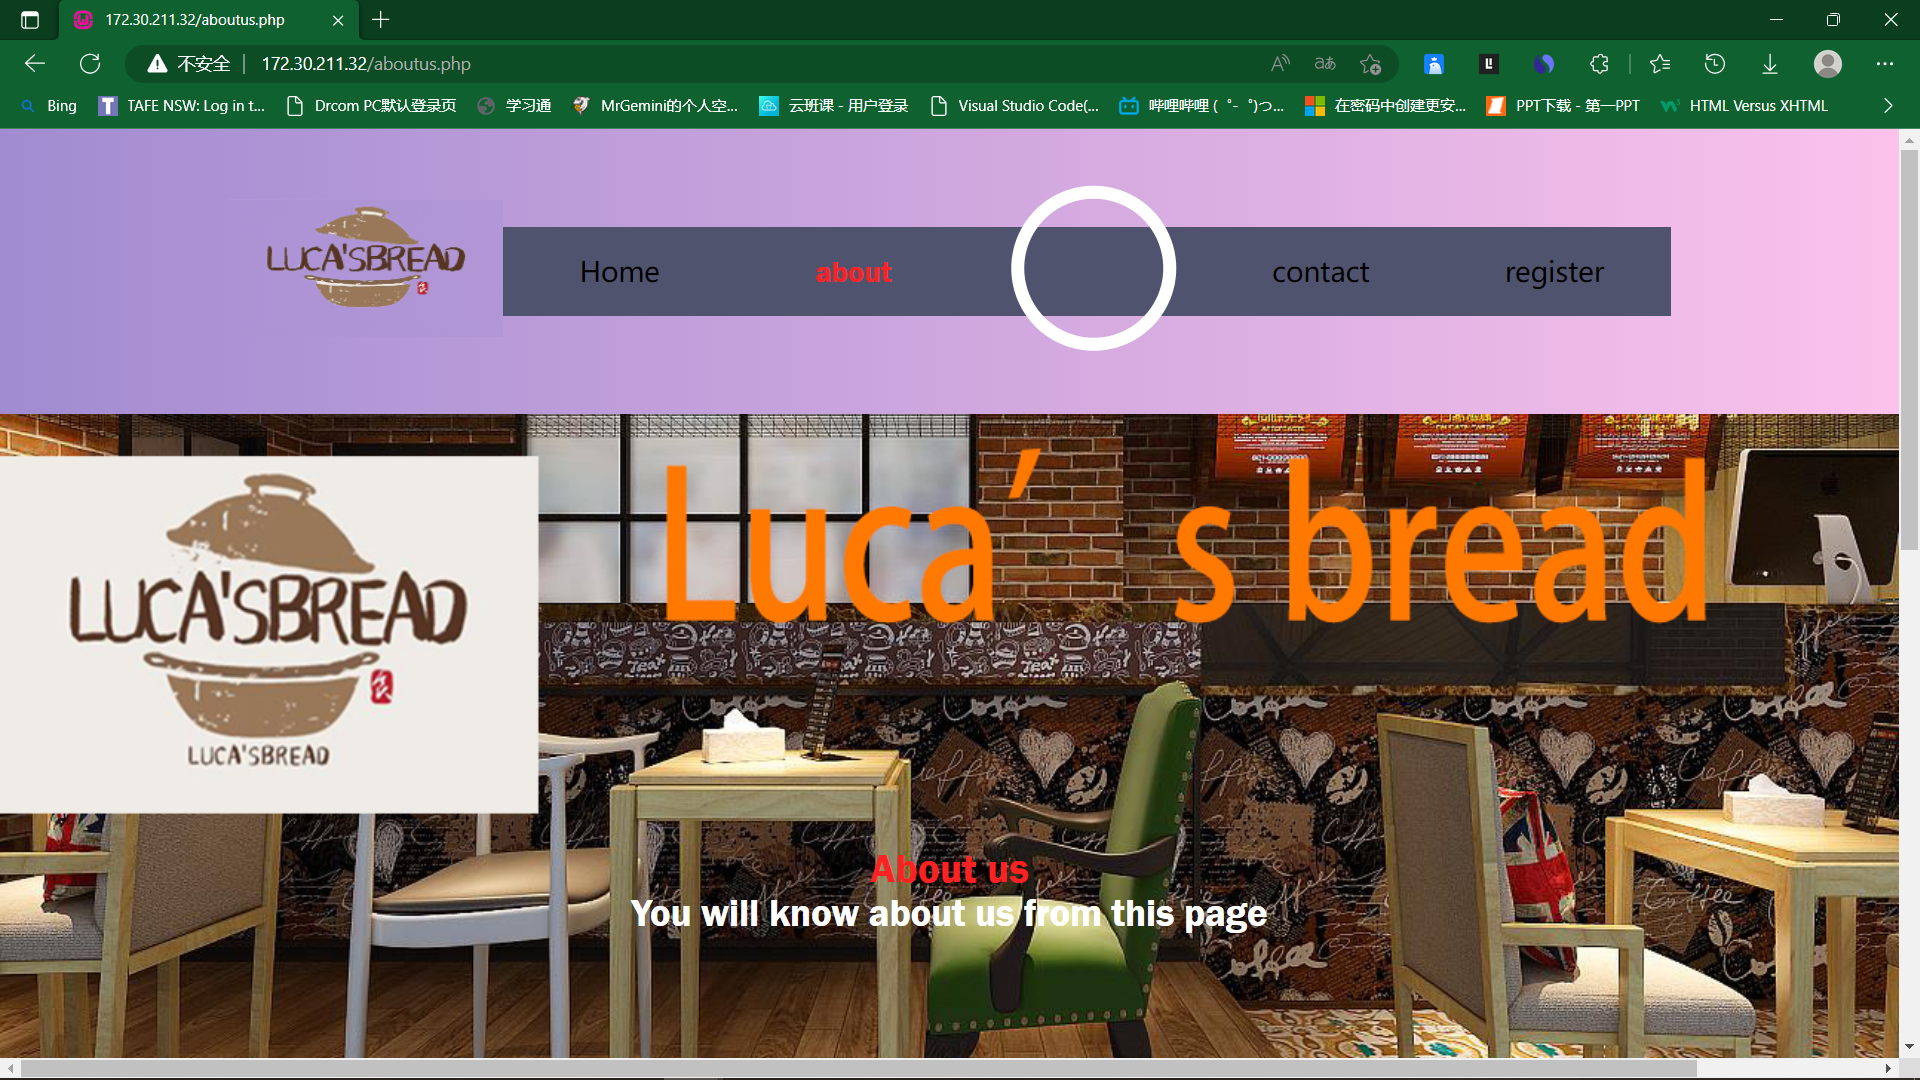 172.30.211.32/aboutus.php
不安全 172.30.211.32/aboutus.php
Bing TAFE NSW: Log in t... Drcom PC默认登录页 学习通 MrGemini的个人空... 云班课 - 用户登录 Visual Studio Code(... 哔哩哔哩 ( ゜- ゜)つ... 在密码中创建更安... PPT下载 - 第一PPT HTML Versus XHTML
LUCA'SBREAD
Home about contact register
Luca’s bread
LUCA'SBREAD
LUCA'SBREAD
About us
You will know about us from this page